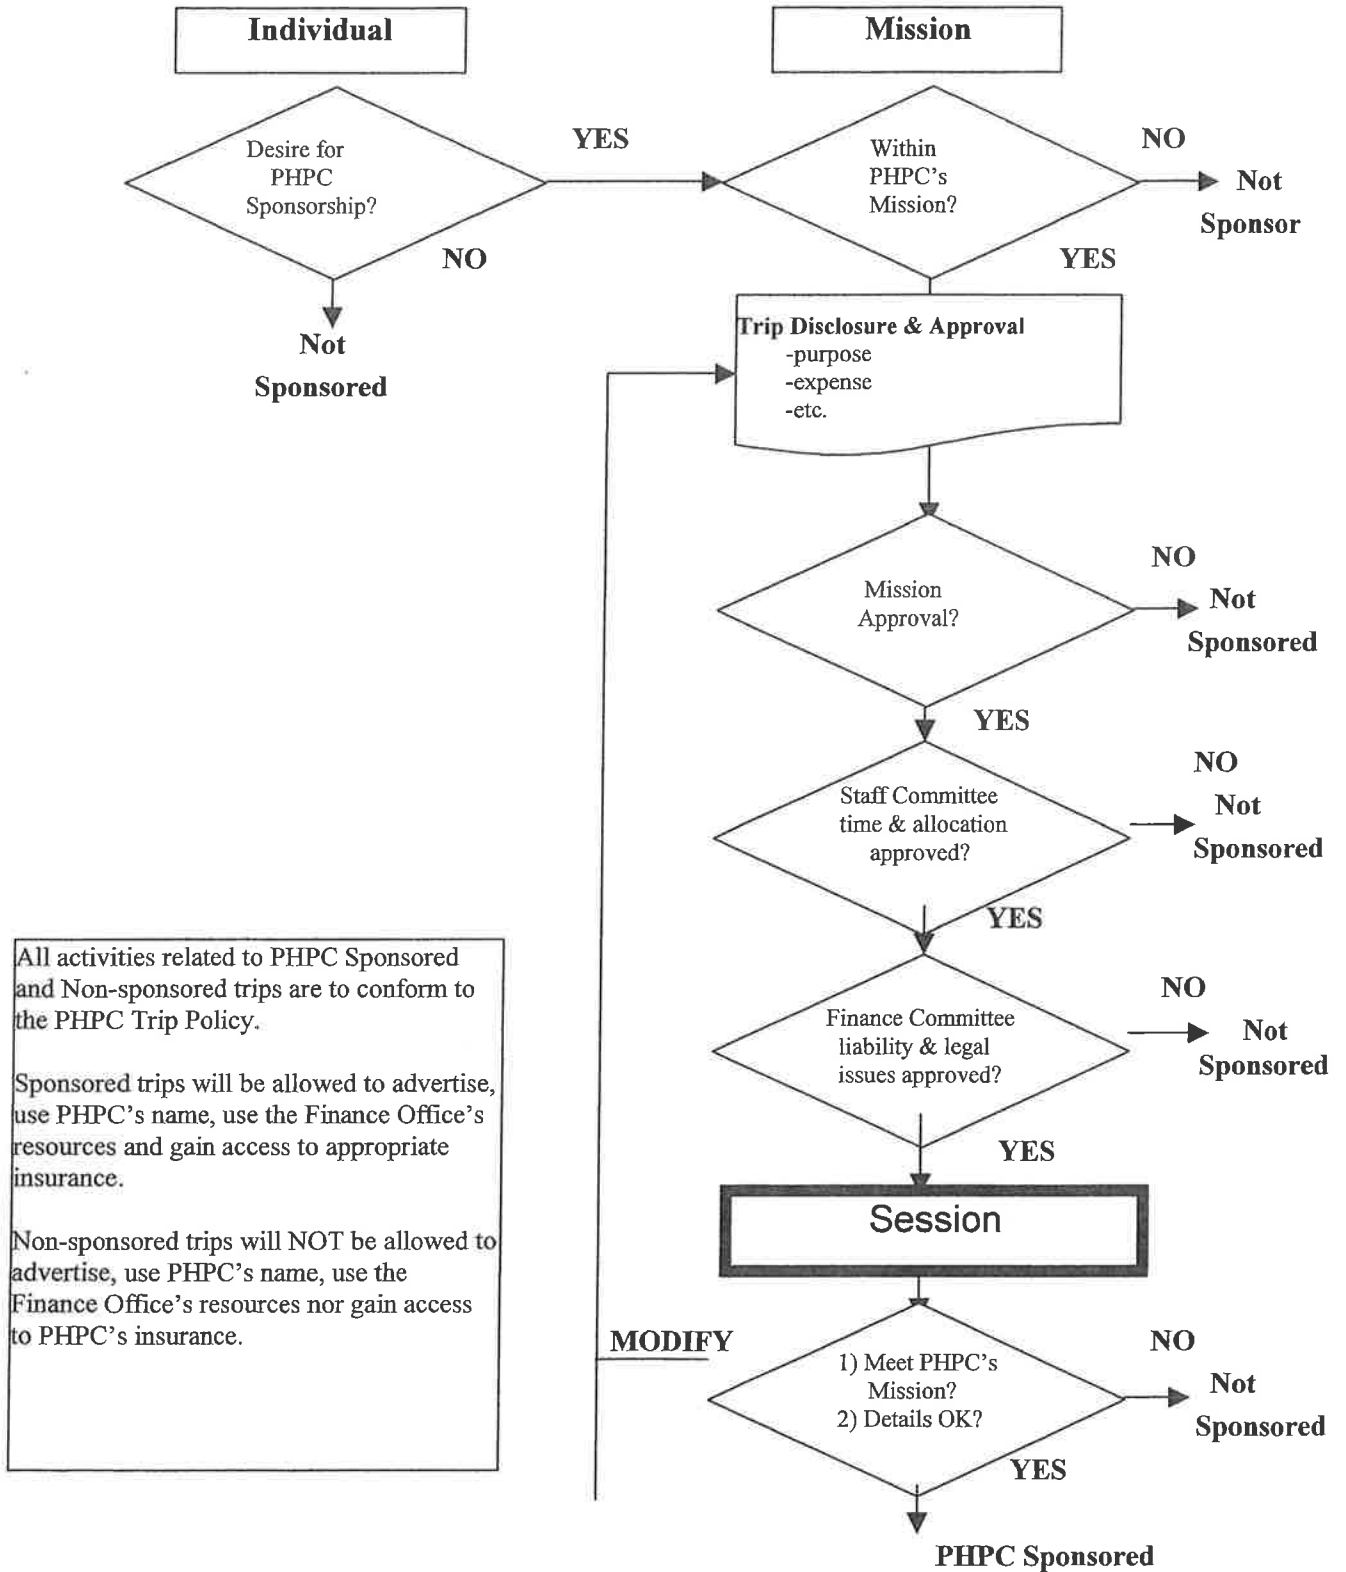 Individual
Mission
Desire for
PHPC
Sponsorship?
YES
NO
Not
Sponsored
Within
PHPC's
Mission?
NO
Not
Sponsor
YES
Trip Disclosure & Approval
-purpose
-expense
-etc.
Mission
Approval?
NO
Not
Sponsored
YES
Staff Committee
time & allocation
approved?
NO
Not
Sponsored
YES
Finance Committee
liability & legal
issues approved?
NO
Not
Sponsored
YES
Session
MODIFY
1) Meet PHPC's
Mission?
2) Details OK?
NO
Not
Sponsored
YES
PHPC Sponsored
All activities related to PHPC Sponsored
and Non-sponsored trips are to conform to
the PHPC Trip Policy.
Sponsored trips will be allowed to advertise,
use PHPC's name, use the Finance Office's
resources and gain access to appropriate
insurance.
Non-sponsored trips will NOT be allowed to
advertise, use PHPC's name, use the
Finance Office's resources nor gain access
to PHPC's insurance.